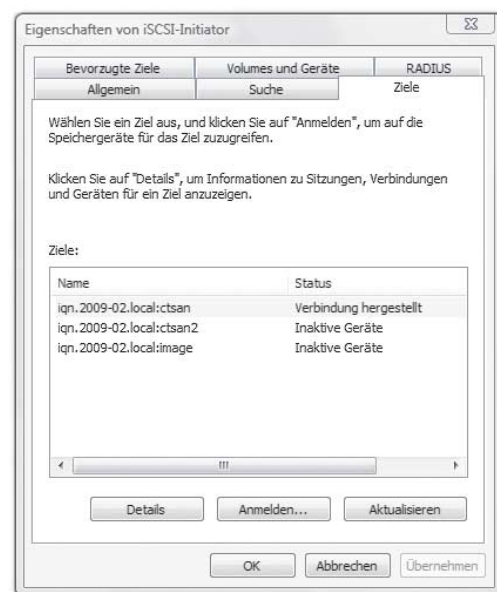 Eigenschaften von iSCSI-Initiator
Bevorzugte Ziele
Volumes und Geräte
RADIUS
Allgemein
Suche
Ziele
Wählen Sie ein Ziel aus, und klicken Sie auf "Anmelden", um auf die
Speichergeräte für das Ziel zuzugreifen.
Klicken Sie auf "Details", um Informationen zu Sitzungen, Verbindungen
und Geräten für ein Ziel anzuzeigen.
Ziele:
Name Status
iqn.2009-02.local:ctsan Verbindung hergestellt
iqn.2009-02.local:ctsan2 Inaktive Geräte
iqn.2009-02.local:image Inaktive Geräte
Details
Anmelden...
Aktualisieren
OK
Abbrechen
Übernehmen